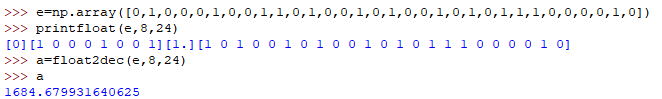 >>> e=np.array([0,1,0,0,0,1,0,0,1,1,0,1,0,0,1,0,1,0,0,1,0,1,0,1,1,1,0,0,0,0,1,0])
>>> printfloat(e,8,24)
[0][1 0 0 0 1 0 0 1][1.][1 0 1 0 0 1 0 1 0 0 1 0 1 0 1 1 1 0 0 0 0 1 0]
>>> a=float2dec(e,8,24)
>>> a
1684.679931640625